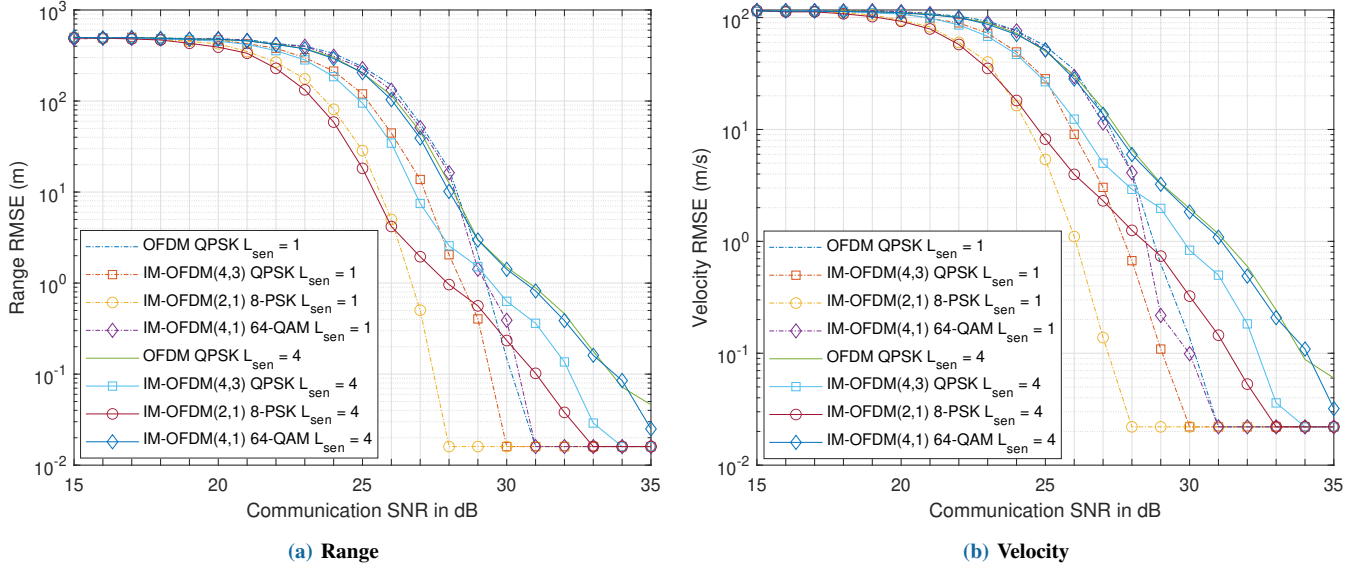 10^3
10^2
10^1
10^0
10^-1
10^-2
Range RMSE (m)
OFDM QPSK L_sen = 1
IM-OFDM(4,3) QPSK L_sen = 1
IM-OFDM(2,1) 8-PSK L_sen = 1
IM-OFDM(4,1) 64-QAM L_sen = 1
OFDM QPSK L_sen = 4
IM-OFDM(4,3) QPSK L_sen = 4
IM-OFDM(2,1) 8-PSK L_sen = 4
IM-OFDM(4,1) 64-QAM L_sen = 4
15 20 25 30 35
Communication SNR in dB
(a) Range
10^2
10^1
10^0
10^-1
10^-2
Velocity RMSE (m/s)
OFDM QPSK L_sen = 1
IM-OFDM(4,3) QPSK L_sen = 1
IM-OFDM(2,1) 8-PSK L_sen = 1
IM-OFDM(4,1) 64-QAM L_sen = 1
OFDM QPSK L_sen = 4
IM-OFDM(4,3) QPSK L_sen = 4
IM-OFDM(2,1) 8-PSK L_sen = 4
IM-OFDM(4,1) 64-QAM L_sen = 4
15 20 25 30 35
Communication SNR in dB
(b) Velocity